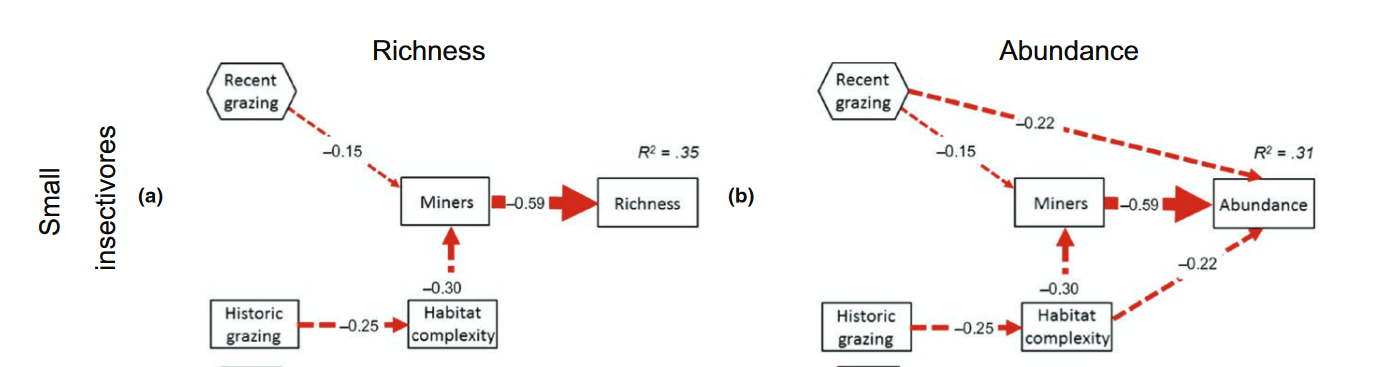 Richness
Abundance
Small
insectivores
(a)
Recent
grazing
–0.15
R² = .35
Miners
–0.59
Richness
–0.30
Historic
grazing
–0.25
Habitat
complexity
(b)
Recent
grazing
–0.22
–0.15
R² = .31
Miners
–0.59
Abundance
–0.22
–0.30
Historic
grazing
–0.25
Habitat
complexity